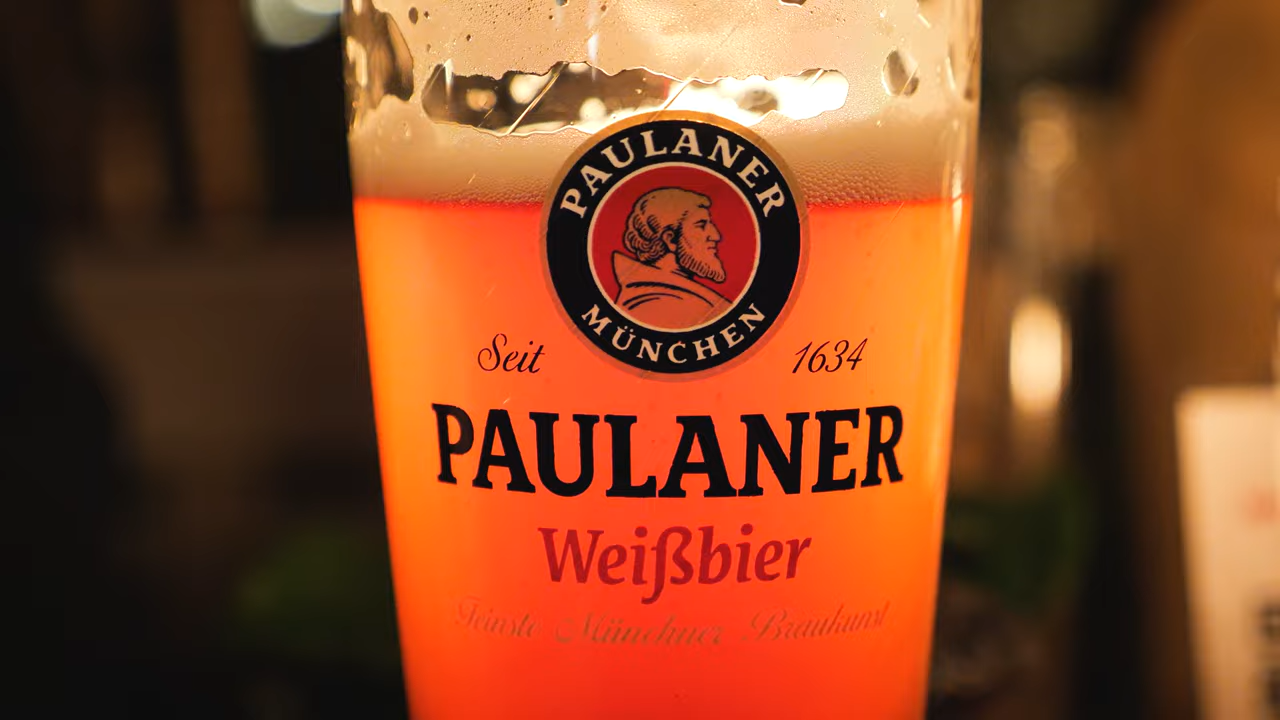 PAULANER
MÜNCHEN
Seit 1634
PAULANER
Weißbier
Feinste Münchner Braukunst